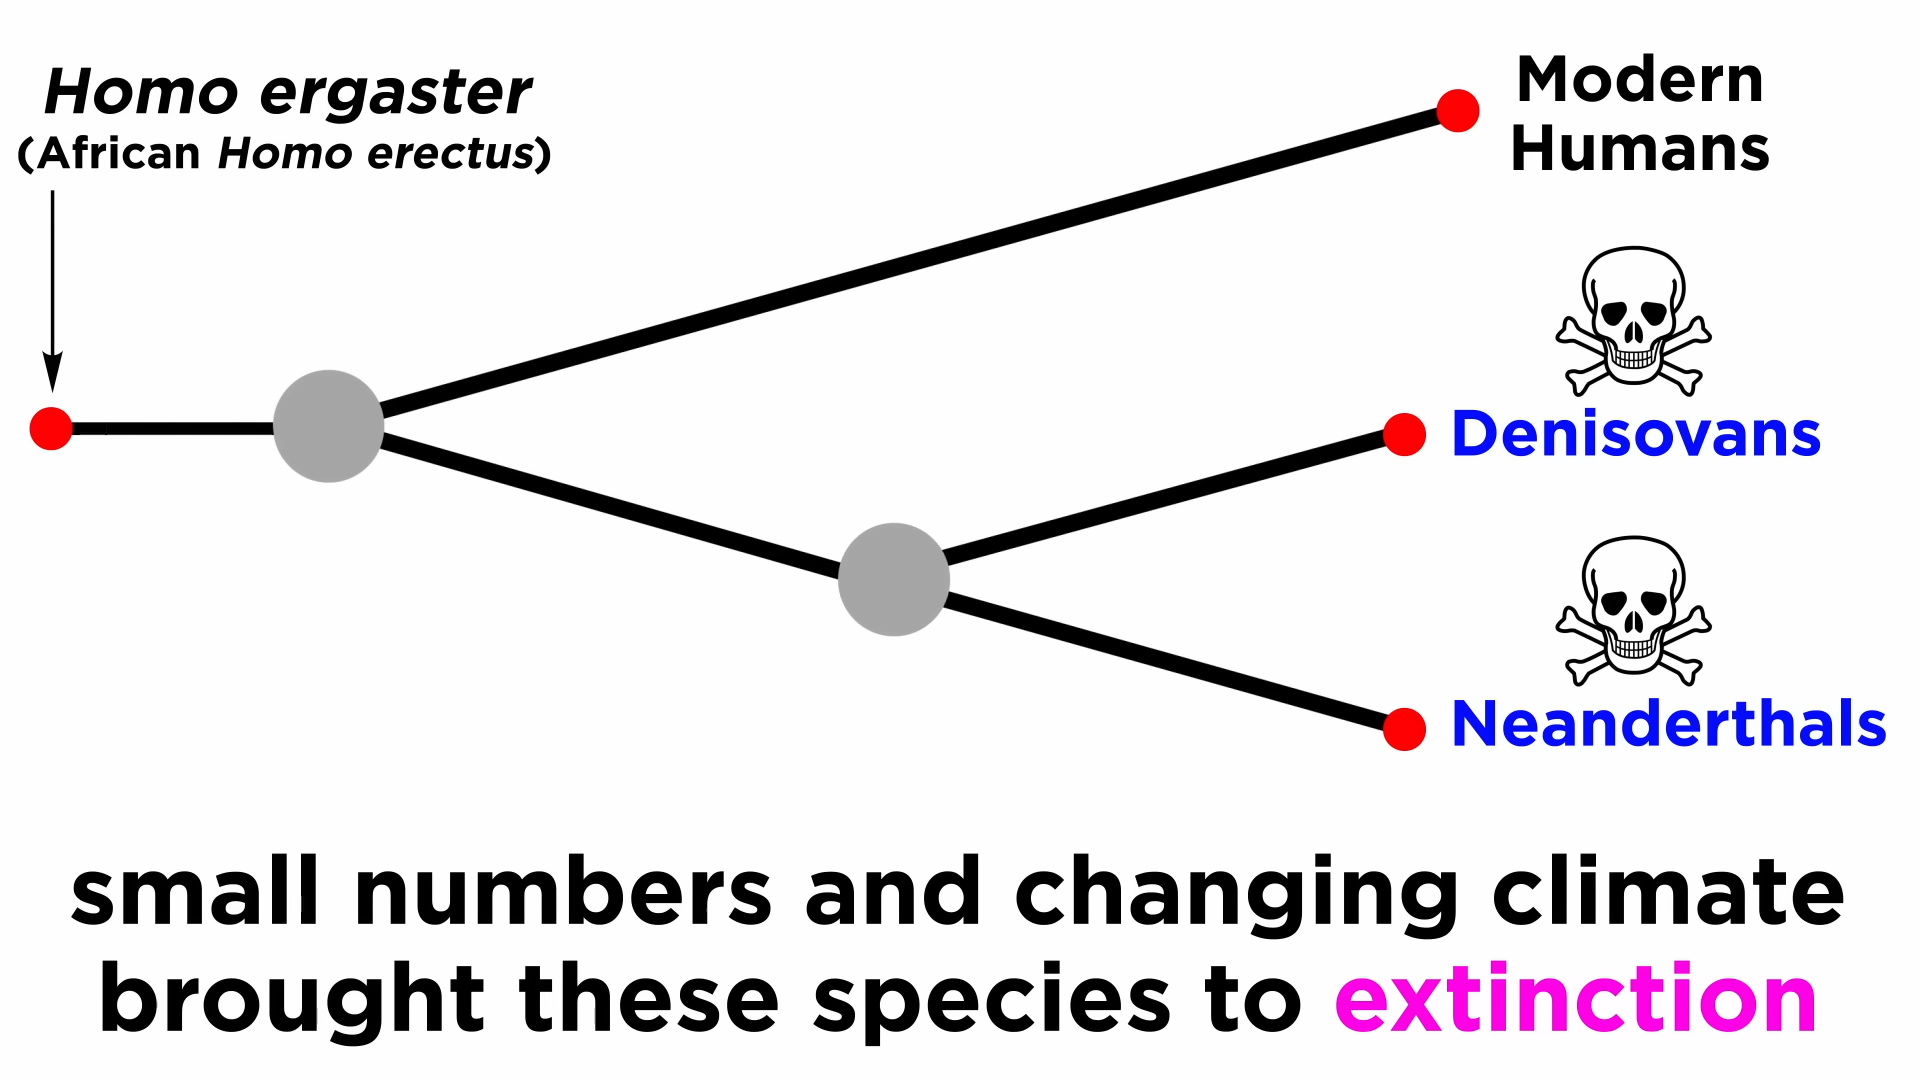 Homo ergaster
(African Homo erectus)
Modern
Humans
Denisovans
Neanderthals
small numbers and changing climate
brought these species to extinction